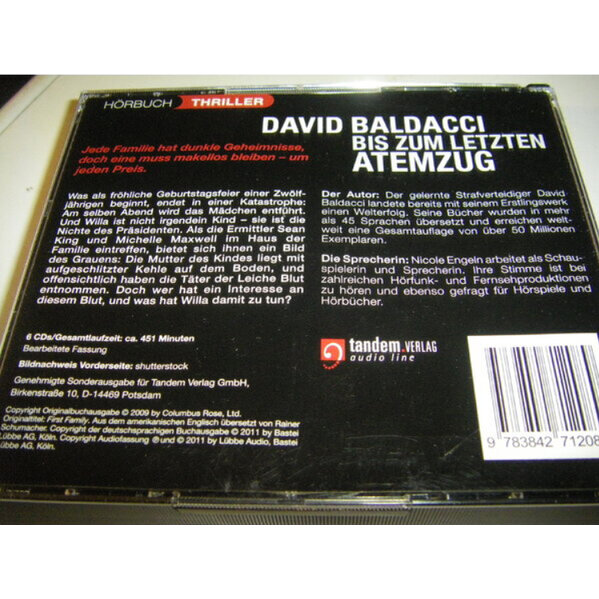 HÖRBUCH THRILLER
DAVID BALDACCI
BIS ZUM LETZTEN
ATEMZUG
Jede Familie hat dunkle Geheimnisse,
doch eine muss makellos bleiben – um
jeden Preis.
Was als fröhliche Geburtstagsfeier einer Zwölf-
jährigen beginnt, endet in einer Katastrophe:
Am selben Abend wird das Mädchen entführt.
Und Willa ist nicht irgendein Kind – sie ist die
Nichte des Präsidenten. Als die Ermittler Sean
King und Michelle Maxwell im Haus der
Familie eintreffen, bietet sich ihnen ein Bild
des Grauens: Die Mutter des Kindes liegt mit
aufgeschlitzter Kehle auf dem Boden, und
offensichtlich haben die Täter der Leiche Blut
entnommen. Doch wer hat ein Interesse an
diesem Blut, und was hat Willa damit zu tun?
Der Autor: Der gelernte Strafverteidiger David
Baldacci landete bereits mit seinem Erstlingswerk
einen Welterfolg. Seine Bücher wurden in mehr
als 45 Sprachen übersetzt und erreichen welt-
weit eine Gesamtauflage von über 50 Millionen
Exemplaren.
Die Sprecherin: Nicole Engeln arbeitet als Schau-
spielerin und Sprecherin. Ihre Stimme ist bei
zahlreichen Hörfunk- und Fernsehproduktionen
zu hören und ebenso gefragt für Hörspiele und
Hörbücher.
6 CDs/Gesamtlaufzeit: ca. 451 Minuten
Bearbeitete Fassung
Bildnachweis Vorderseite: shutterstock
Genehmigte Sonderausgabe für Tandem Verlag GmbH,
Birkenstraße 10, D-14469 Potsdam
tandem.VERLAG
audio line
Copyright Originalbuchausgabe © 2009 by Columbus Rose, Ltd.
Originaltitel: First Family. Aus dem amerikanischen Englisch übersetzt von Rainer
Schumacher. Copyright der deutschsprachigen Buchausgabe © 2011 by Bastei
Lübbe AG, Köln. Copyright Audiofassung ℗ und © 2011 by Lübbe Audio, Bastei
Lübbe AG, Köln.
9 783842 71208